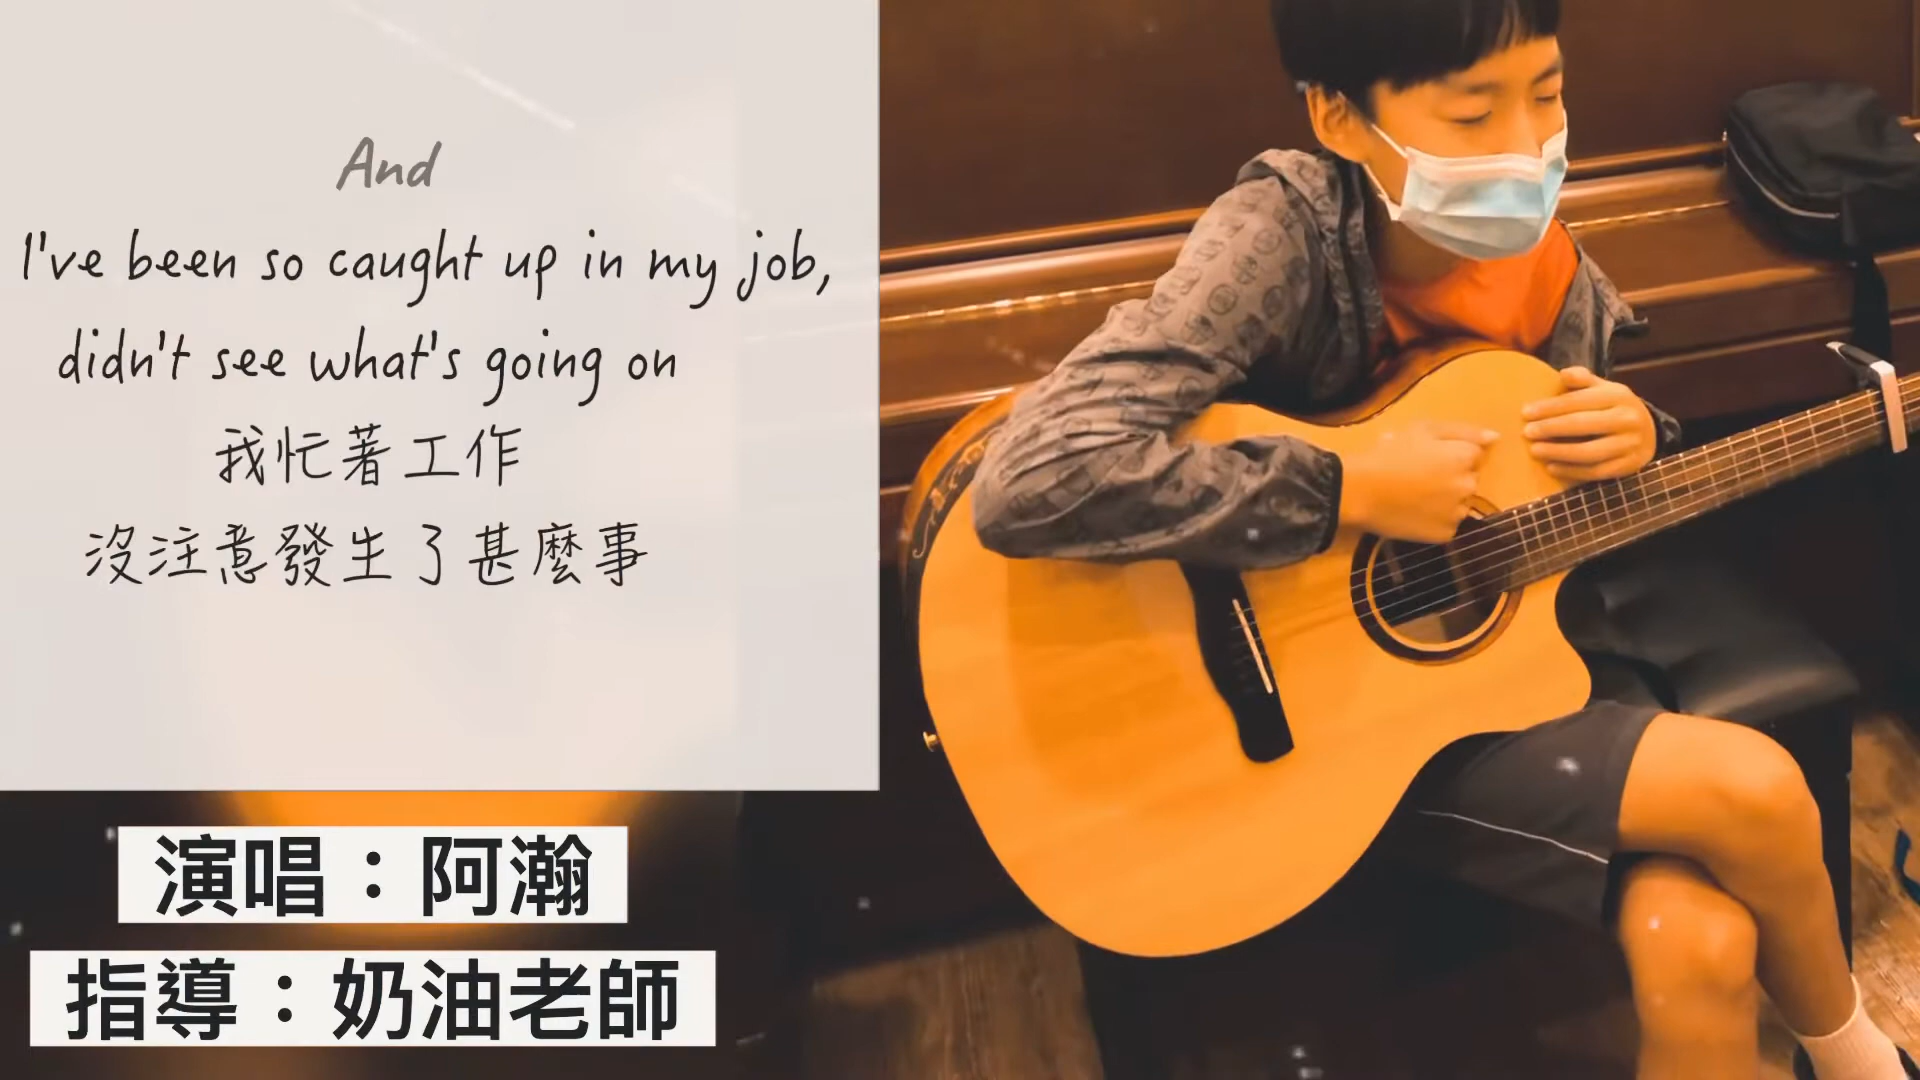 And
I've been so caught up in my job,
didn't see what's going on
我忙著工作
沒注意發生了甚麼事
演唱：阿瀚
指導：奶油老師